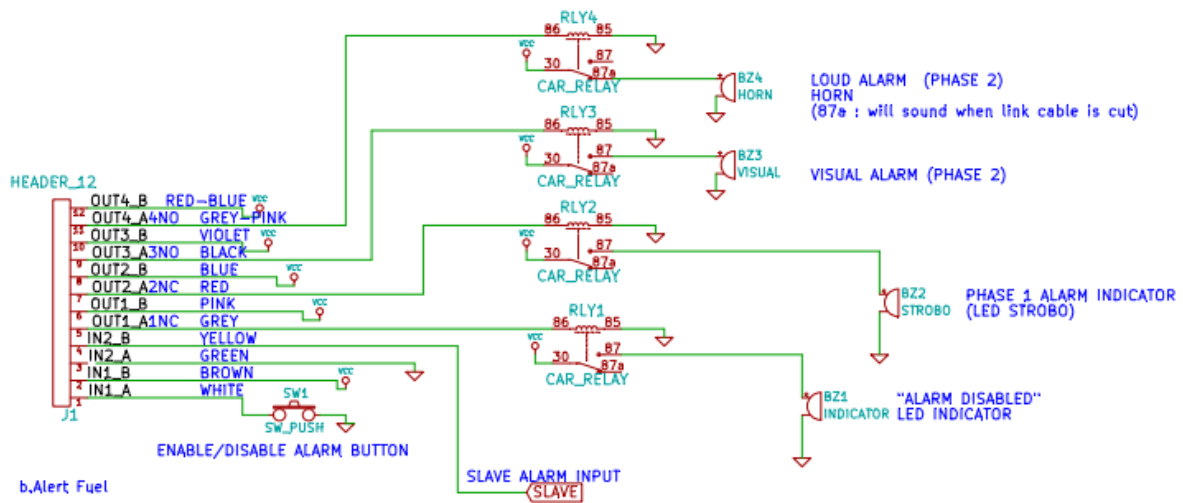 RLY4
86 85
VCC
30 87
87a
CAR_RELAY
BZ4
HORN
LOUD ALARM (PHASE 2)
HORN
(87a : will sound when link cable is cut)
RLY3
86 85
VCC
30 87
87a
CAR_RELAY
BZ3
VISUAL
VISUAL ALARM (PHASE 2)
HEADER_12
12 OUT4_B RED-BLUE VCC
11 OUT4_A4NO GREY-PINK
10 OUT3_B VIOLET VCC
9 OUT3_A3NO BLACK
8 OUT2_B BLUE VCC
7 OUT2_A2NC RED
6 OUT1_B PINK VCC
5 OUT1_A1NC GREY
4 IN2_B YELLOW
3 IN2_A GREEN
2 IN1_B BROWN VCC
1 IN1_A WHITE
J1
RLY2
86 85
VCC
30 87
87a
CAR_RELAY
BZ2
STROBO
PHASE 1 ALARM INDICATOR
(LED STROBO)
RLY1
86 85
VCC
30 87
87a
CAR_RELAY
BZ1
INDICATOR
"ALARM DISABLED"
LED INDICATOR
SW1
SW_PUSH
ENABLE/DISABLE ALARM BUTTON
SLAVE ALARM INPUT
SLAVE
b.Alert Fuel